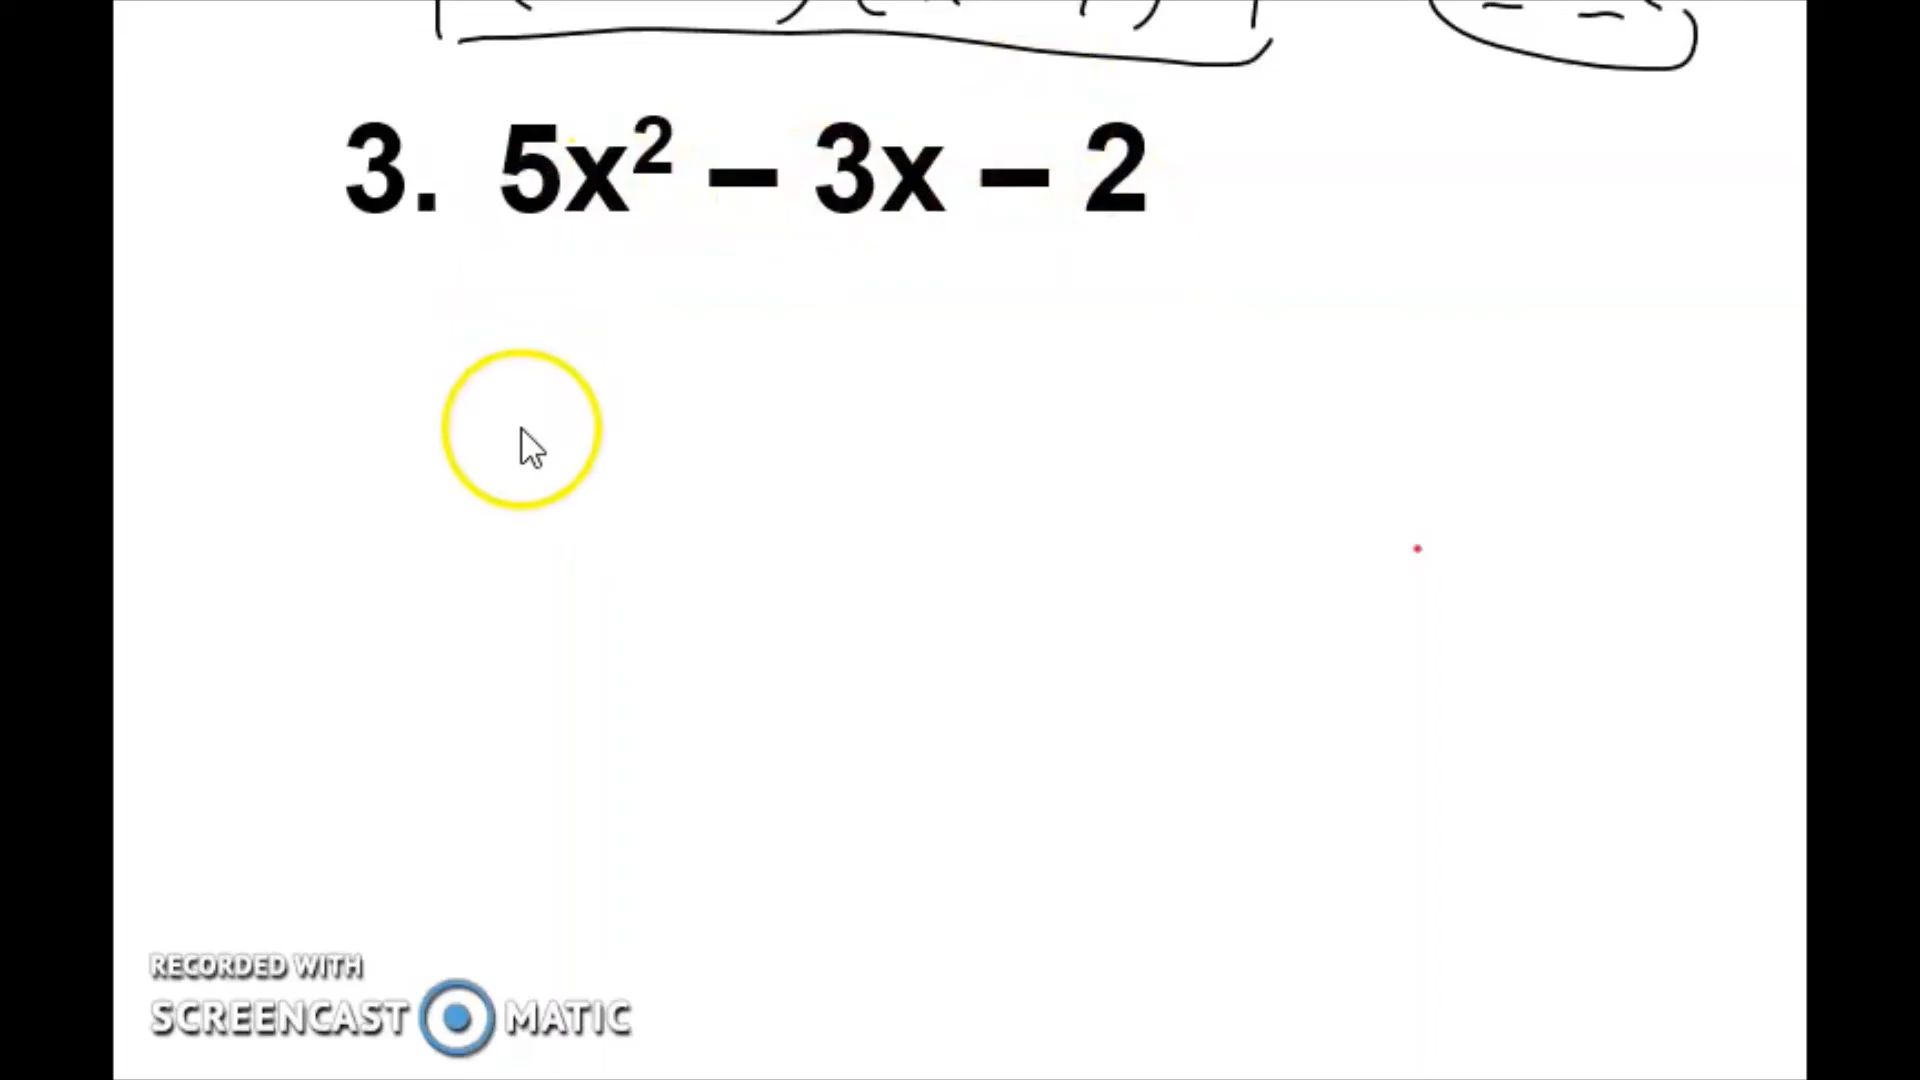 3. 5x² – 3x – 2
RECORDED WITH
SCREENCAST MATIC